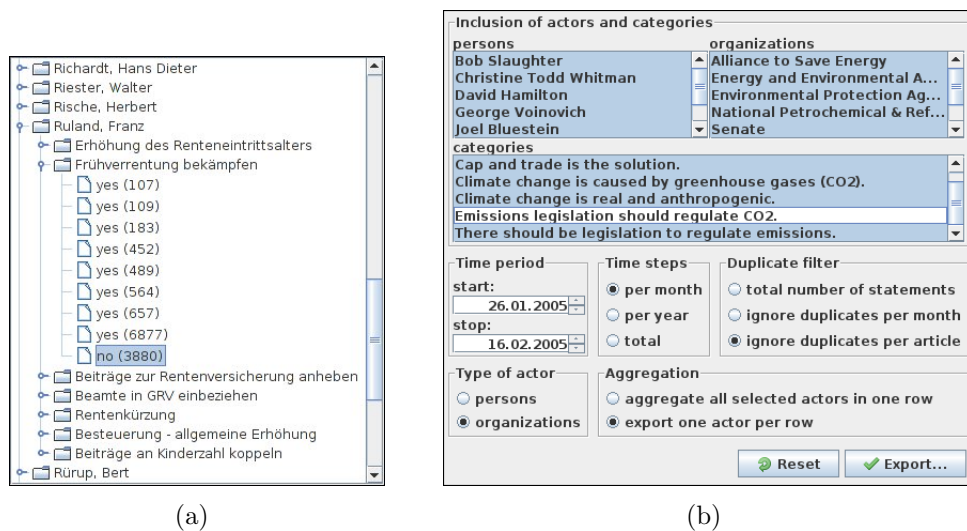 Richardt, Hans Dieter
Riester, Walter
Rische, Herbert
Ruland, Franz
Erhöhung des Renteneintrittsalters
Frühverrentung bekämpfen
yes (107)
yes (109)
yes (183)
yes (452)
yes (489)
yes (564)
yes (657)
yes (6877)
no (3880)
Beiträge zur Rentenversicherung anheben
Beamte in GRV einbeziehen
Rentenkürzung
Besteuerung - allgemeine Erhöhung
Beiträge an Kinderzahl koppeln
Rürup, Bert
(a)
Inclusion of actors and categories
persons
Bob Slaughter
Christine Todd Whitman
David Hamilton
George Voinovich
Joel Bluestein
organizations
Alliance to Save Energy
Energy and Environmental A...
Environmental Protection Ag...
National Petrochemical & Ref...
Senate
categories
Cap and trade is the solution.
Climate change is caused by greenhouse gases (CO2).
Climate change is real and anthropogenic.
Emissions legislation should regulate CO2.
There should be legislation to regulate emissions.
Time period
start:
26.01.2005
stop:
16.02.2005
Time steps
per month
per year
total
Duplicate filter
total number of statements
ignore duplicates per month
ignore duplicates per article
Type of actor
persons
organizations
Aggregation
aggregate all selected actors in one row
export one actor per row
Reset
Export...
(b)